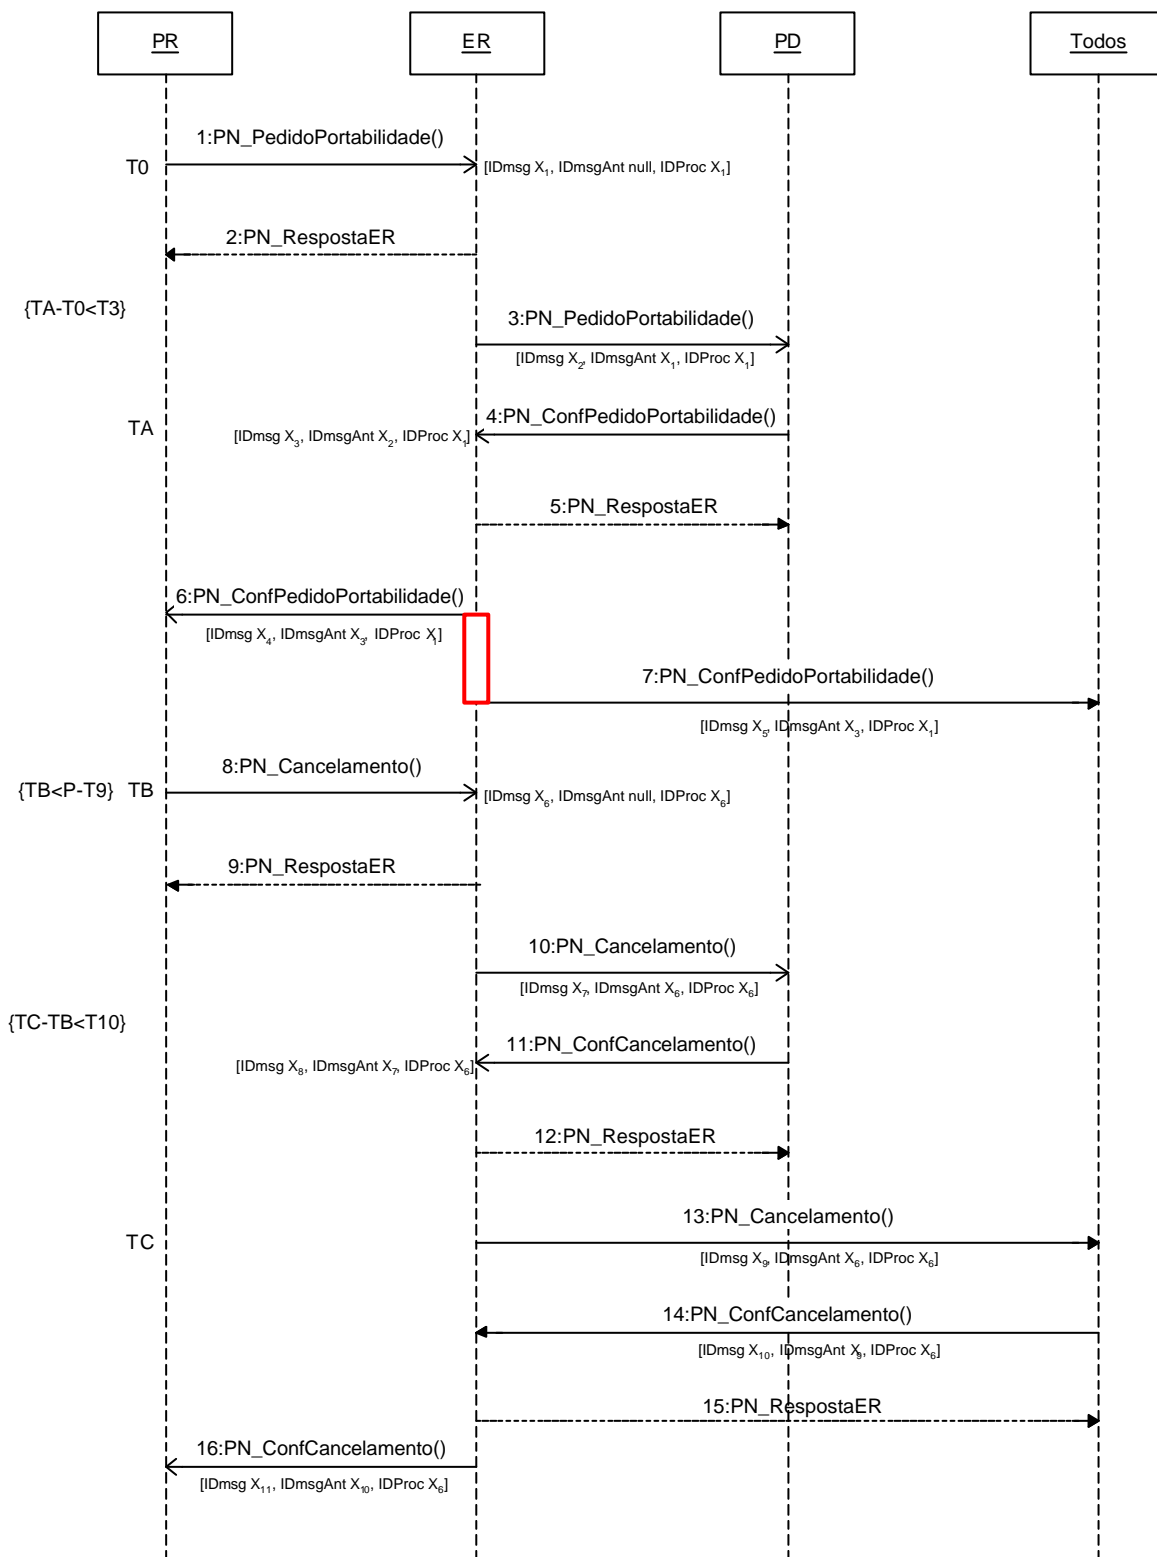 PR
ER
PD
Todos
1:PN_PedidoPortabilidade()
T0
[IDmsg X1, IDmsgAnt null, IDProc X1]
2:PN_RespostaER
{TA-T0<T3}
3:PN_PedidoPortabilidade()
[IDmsg X2, IDmsgAnt X1, IDProc X1]
4:PN_ConfPedidoPortabilidade()
TA
[IDmsg X3, IDmsgAnt X2, IDProc X1]
5:PN_RespostaER
6:PN_ConfPedidoPortabilidade()
[IDmsg X4, IDmsgAnt X3, IDProc X1]
7:PN_ConfPedidoPortabilidade()
[IDmsg X5, IDmsgAnt X3, IDProc X1]
8:PN_Cancelamento()
{TB<P-T9} TB
[IDmsg X6, IDmsgAnt null, IDProc X6]
9:PN_RespostaER
10:PN_Cancelamento()
[IDmsg X7, IDmsgAnt X6, IDProc X6]
{TC-TB<T10}
11:PN_ConfCancelamento()
[IDmsg X8, IDmsgAnt X7, IDProc X6]
12:PN_RespostaER
13:PN_Cancelamento()
TC
[IDmsg X9, IDmsgAnt X6, IDProc X6]
14:PN_ConfCancelamento()
[IDmsg X10, IDmsgAnt X9, IDProc X6]
15:PN_RespostaER
16:PN_ConfCancelamento()
[IDmsg X11, IDmsgAnt X10, IDProc X6]